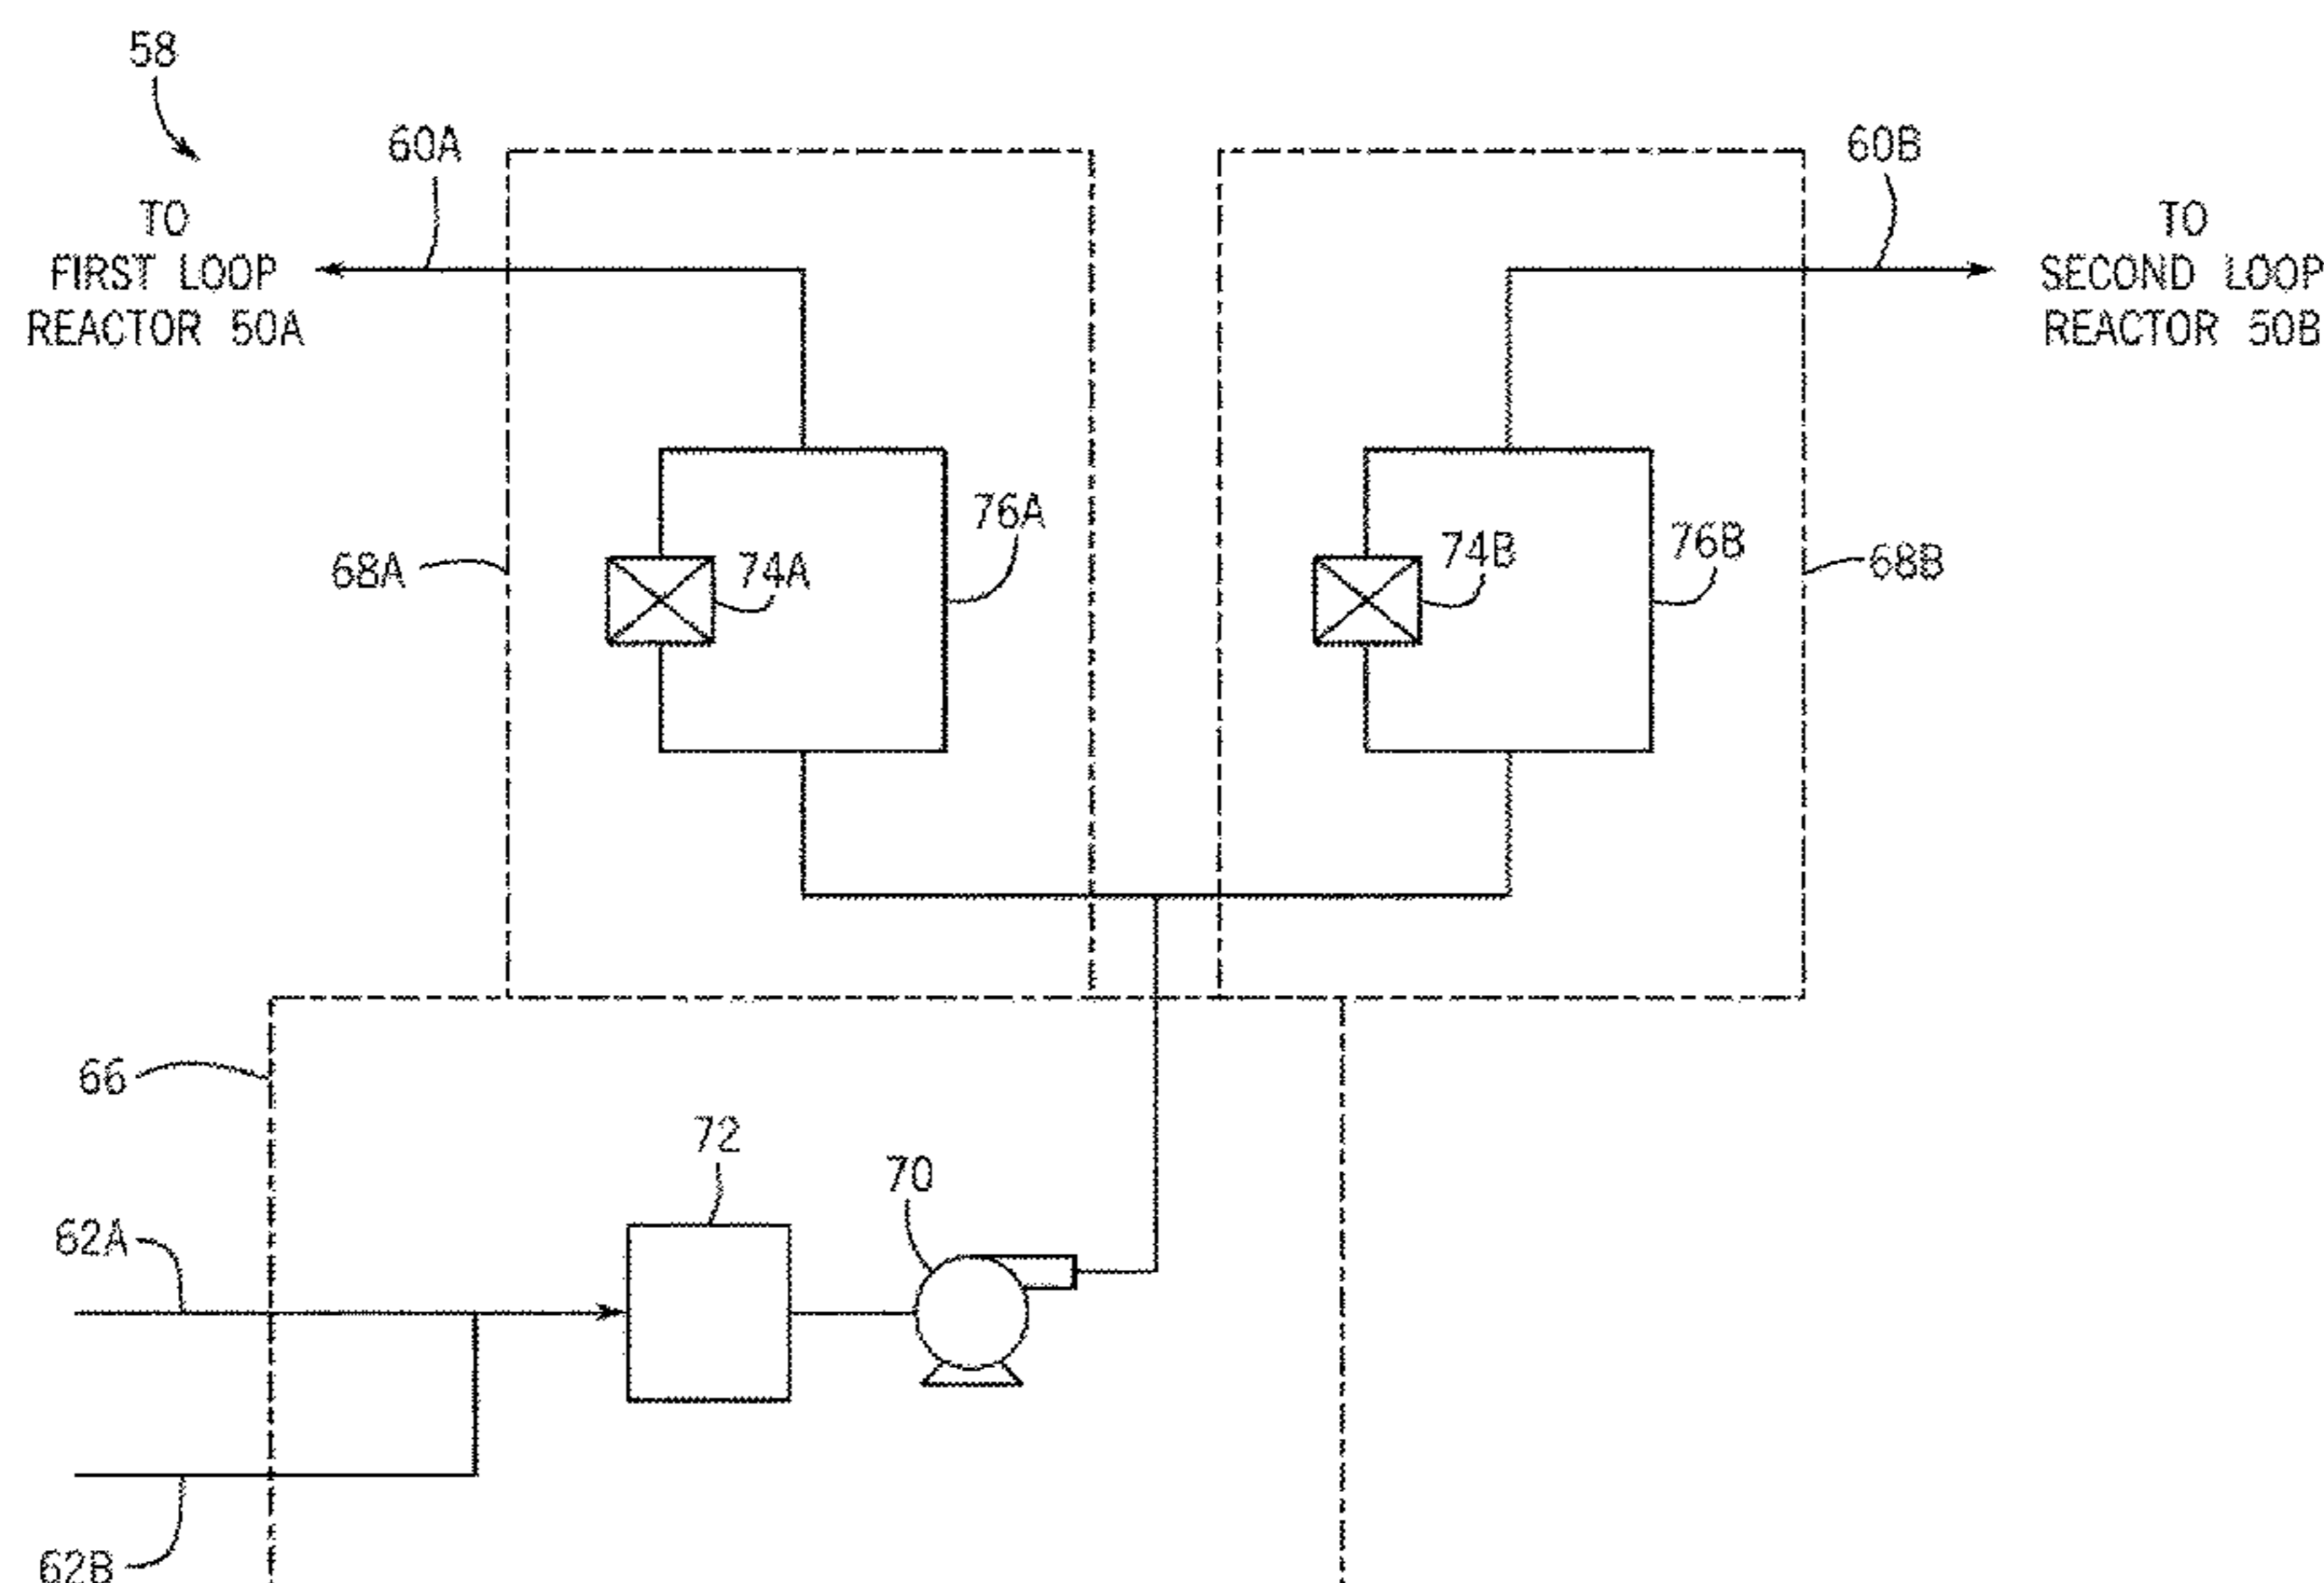 58
60A
60B
TO
FIRST LOOP
REACTOR 50A
TO
SECOND LOOP
REACTOR 50B
76A
74A
68A
74B
76B
68B
66
72
70
62A
62B